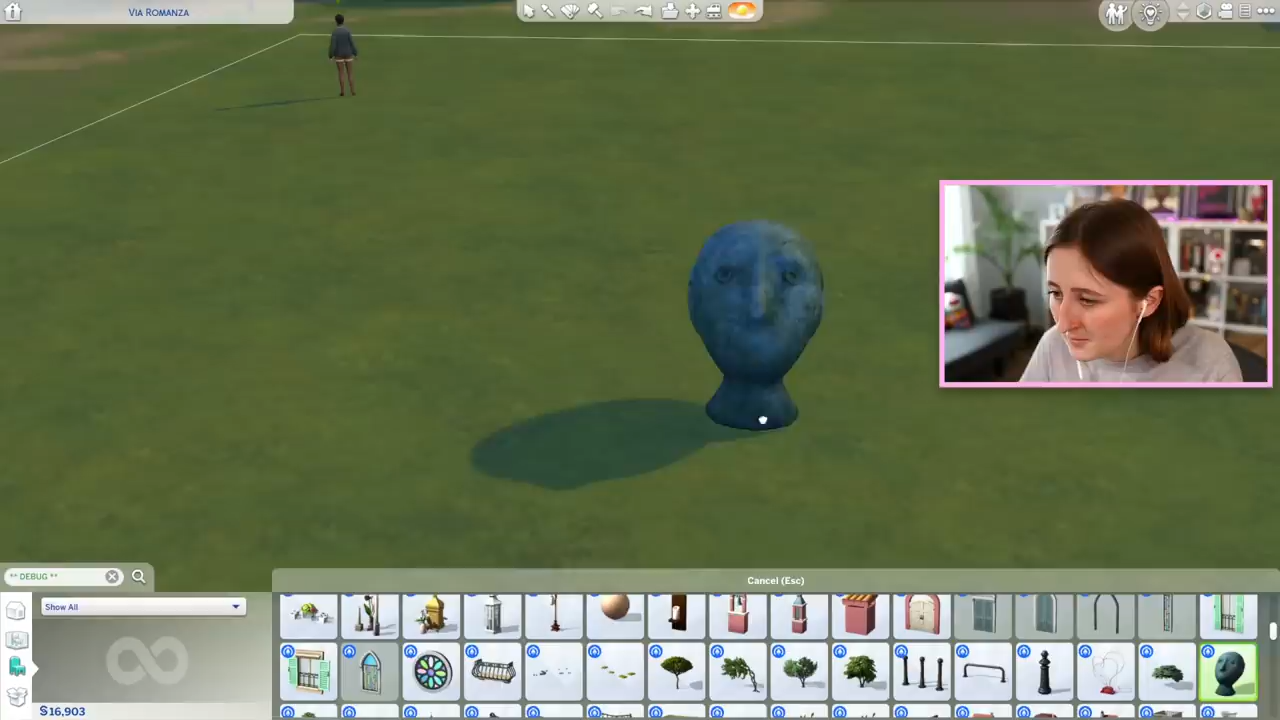 VIA ROMANZA
Cancel (Esc)
** DEBUG **
Show All
§16,903